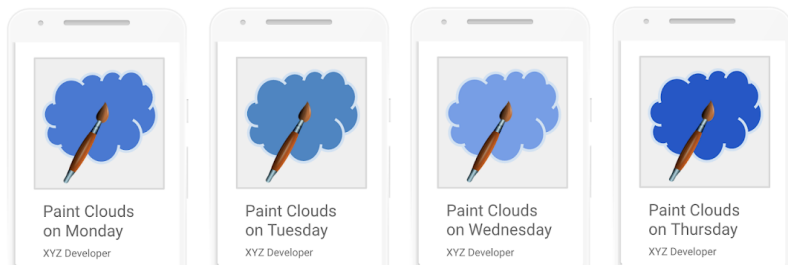 Paint Clouds
on Monday
XYZ Developer
Paint Clouds
on Tuesday
XYZ Developer
Paint Clouds
on Wednesday
XYZ Developer
Paint Clouds
on Thursday
XYZ Developer